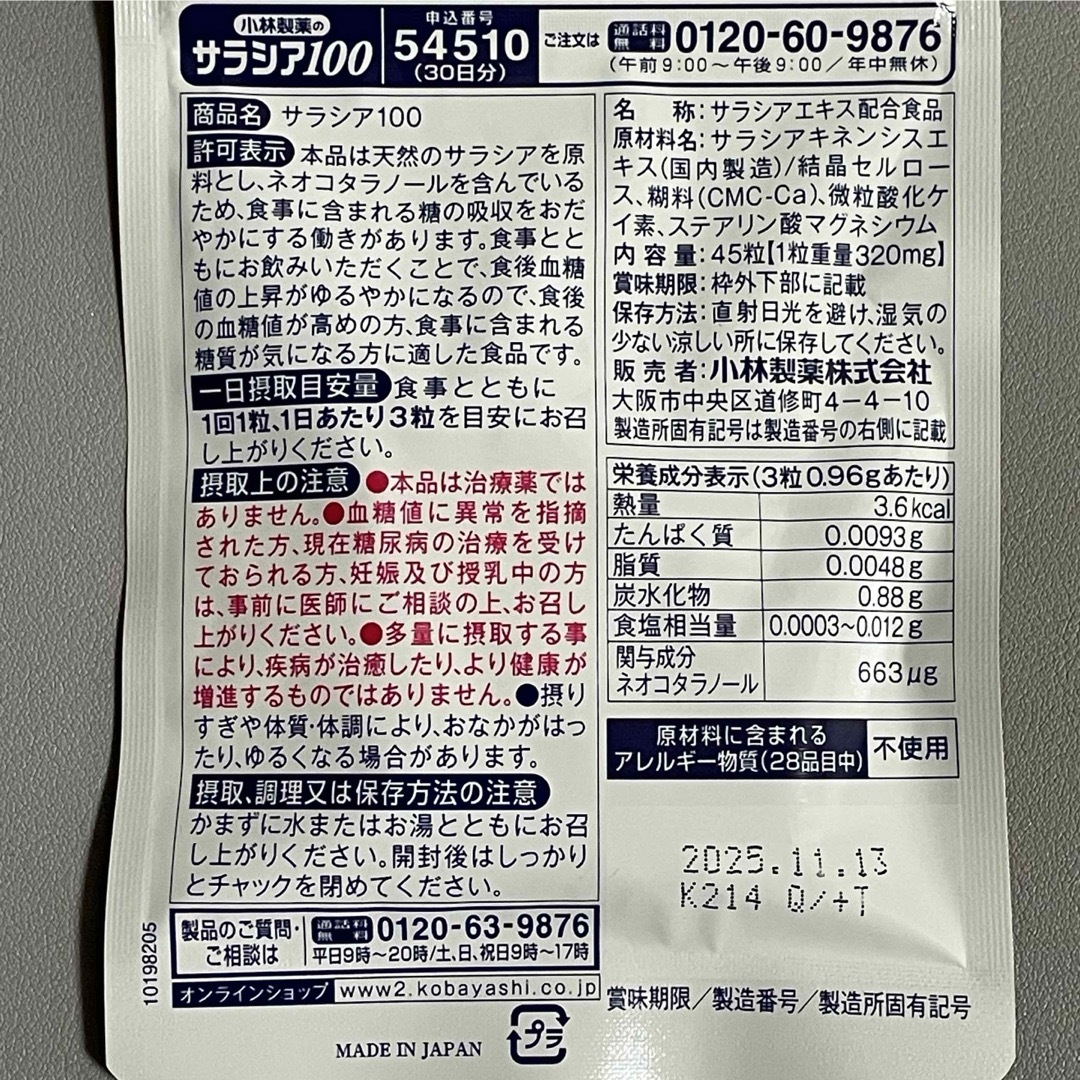 小林製薬の
サラシア100
申込番号
54510
(30日分)
ご注文は 通話料無料 0120-60-9876
(午前9:00〜午後9:00/年中無休)
商品名 サラシア100
許可表示 本品は天然のサラシアを原
料とし、ネオコタラノールを含んでいる
ため、食事に含まれる糖の吸収をおだ
やかにする働きがあります。食事とと
もにお飲みいただくことで、食後血糖
値の上昇がゆるやかになるので、食後
の血糖値が高めの方、食事に含まれる
糖質が気になる方に適した食品です。
一日摂取目安量 食事とともに
1回1粒、1日あたり3粒を目安にお召
し上がりください。
摂取上の注意 ●本品は治療薬では
ありません。●血糖値に異常を指摘
された方、現在糖尿病の治療を受け
ておられる方、妊娠及び授乳中の方
は、事前に医師にご相談の上、お召し
上がりください。●多量に摂取する事
により、疾病が治癒したり、より健康が
増進するものではありません。●摂り
すぎや体質・体調により、おなかがはっ
たり、ゆるくなる場合があります。
摂取、調理又は保存方法の注意
かまずに水またはお湯とともにお召
し上がりください。開封後はしっかり
とチャックを閉めてください。
製品のご質問・
ご相談は
通話料無料 0120-63-9876
平日9時〜20時/土、日、祝日9時〜17時
オンラインショップ www2.kobayashi.co.jp
10198205
MADE IN JAPAN
プラ
名 称:サラシアエキス配合食品
原材料名:サラシアキネンシスエ
キス(国内製造)/結晶セルロー
ス、糊料(CMC-Ca)、微粒酸化ケ
イ素、ステアリン酸マグネシウム
内容量:45粒【1粒重量320mg】
賞味期限:枠外下部に記載
保存方法:直射日光を避け、湿気の
少ない涼しい所に保存してください。
販売者:小林製薬株式会社
大阪市中央区道修町4-4-10
製造所固有記号は製造番号の右側に記載
栄養成分表示(3粒0.96gあたり)
熱量 3.6kcal
たんぱく質 0.0093g
脂質 0.0048g
炭水化物 0.88g
食塩相当量 0.0003〜0.012g
関与成分
ネオコタラノール 663μg
原材料に含まれる
アレルギー物質(28品目中) 不使用
2025.11.13
K214 Q/+T
賞味期限/製造番号/製造所固有記号